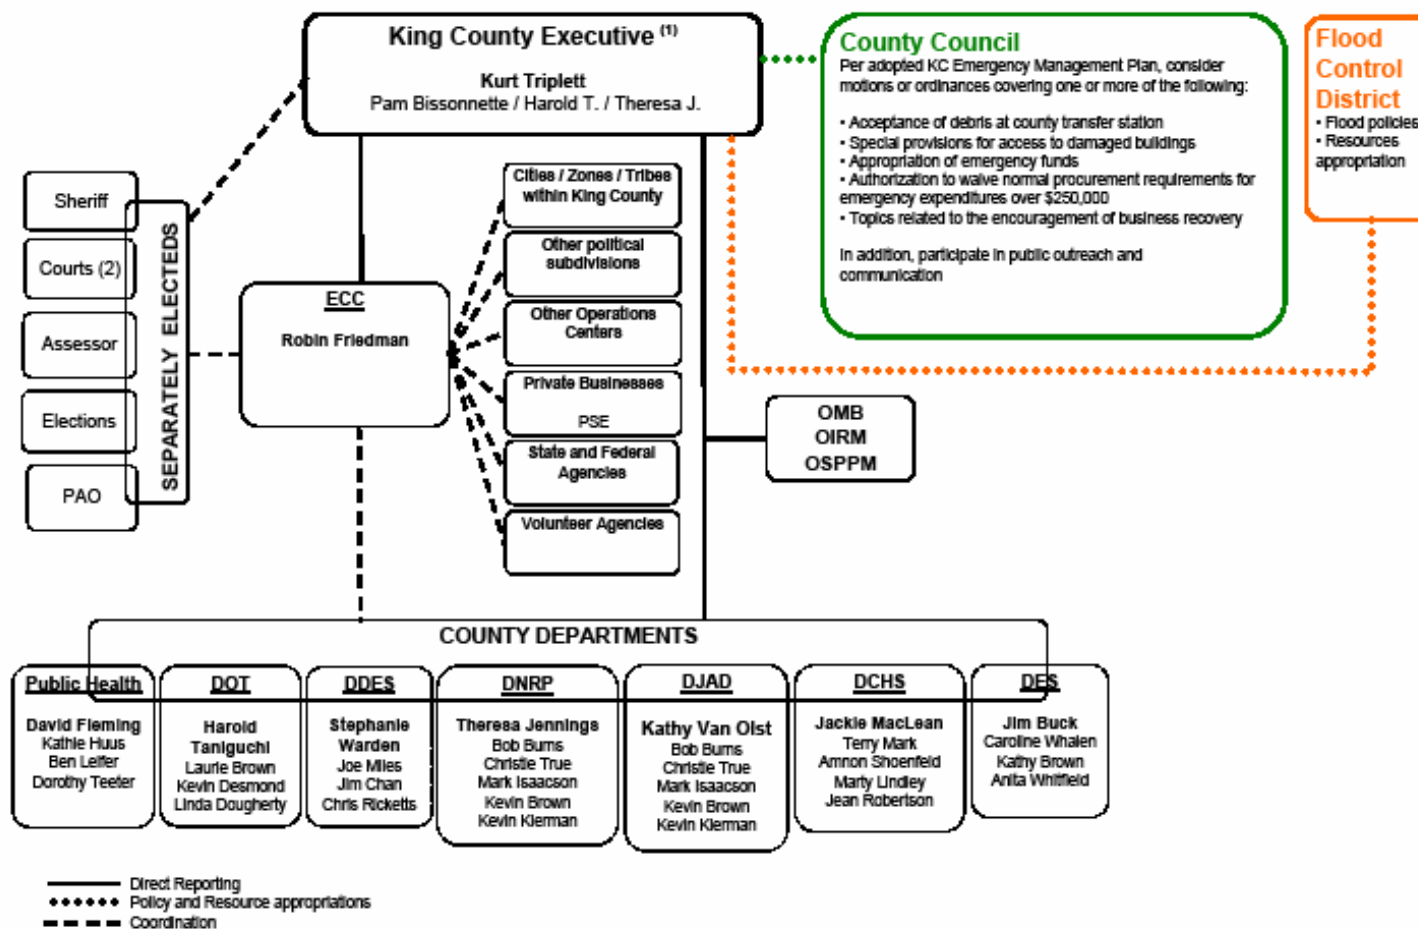 King County Executive (1)
Kurt Triplett
Pam Bissonnette / Harold T. / Theresa J.
County Council
Per adopted KC Emergency Management Plan, consider
motions or ordinances covering one or more of the following:
• Acceptance of debris at county transfer station
• Special provisions for access to damaged buildings
• Appropriation of emergency funds
• Authorization to waive normal procurement requirements for
emergency expenditures over $250,000
• Topics related to the encouragement of business recovery
In addition, participate in public outreach and
communication
Flood
Control
District
• Flood policies
• Resources
appropriation
Sheriff
Courts (2)
Assessor
Elections
PAO
SEPARATELY ELECTEDS
ECC
Robin Friedman
Cities / Zones / Tribes
within King County
Other political
subdivisions
Other Operations
Centers
Private Businesses
PSE
State and Federal
Agencies
Volunteer Agencies
OMB
OIRM
OSPPM
COUNTY DEPARTMENTS
Public Health
David Fleming
Kathie Huus
Ben Leifer
Dorothy Teeter
DOT
Harold
Taniguchi
Laurie Brown
Kevin Desmond
Linda Dougherty
DDES
Stephanie
Warden
Joe Miles
Jim Chan
Chris Ricketts
DNRP
Theresa Jennings
Bob Burns
Christie True
Mark Isaacson
Kevin Brown
Kevin Kierman
DJAD
Kathy Van Olst
Bob Burns
Christie True
Mark Isaacson
Kevin Brown
Kevin Kierman
DCHS
Jackie MacLean
Terry Mark
Amnon Shoenfeld
Marty Lindley
Jean Robertson
DES
Jim Buck
Caroline Whalen
Kathy Brown
Anita Whitfield
Direct Reporting
Policy and Resource appropriations
Coordination